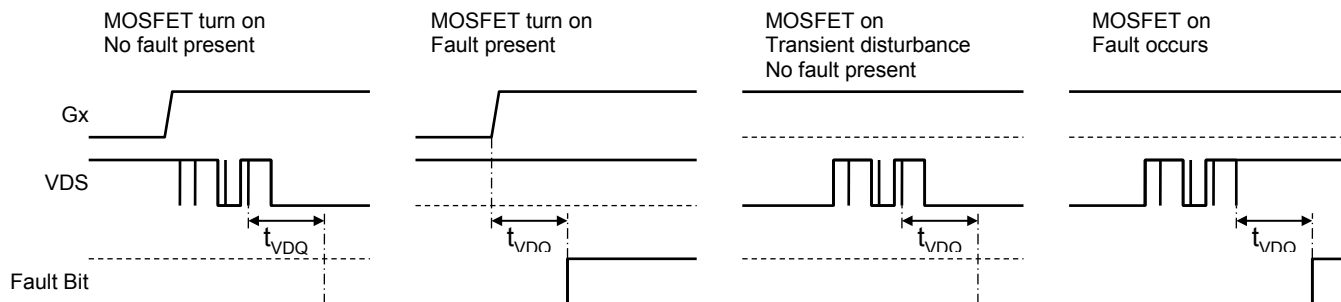 MOSFET turn on
No fault present
MOSFET turn on
Fault present
MOSFET on
Transient disturbance
No fault present
MOSFET on
Fault occurs
Gx
VDS
tVDQ
tVDQ
tVDQ
tVDQ
Fault Bit